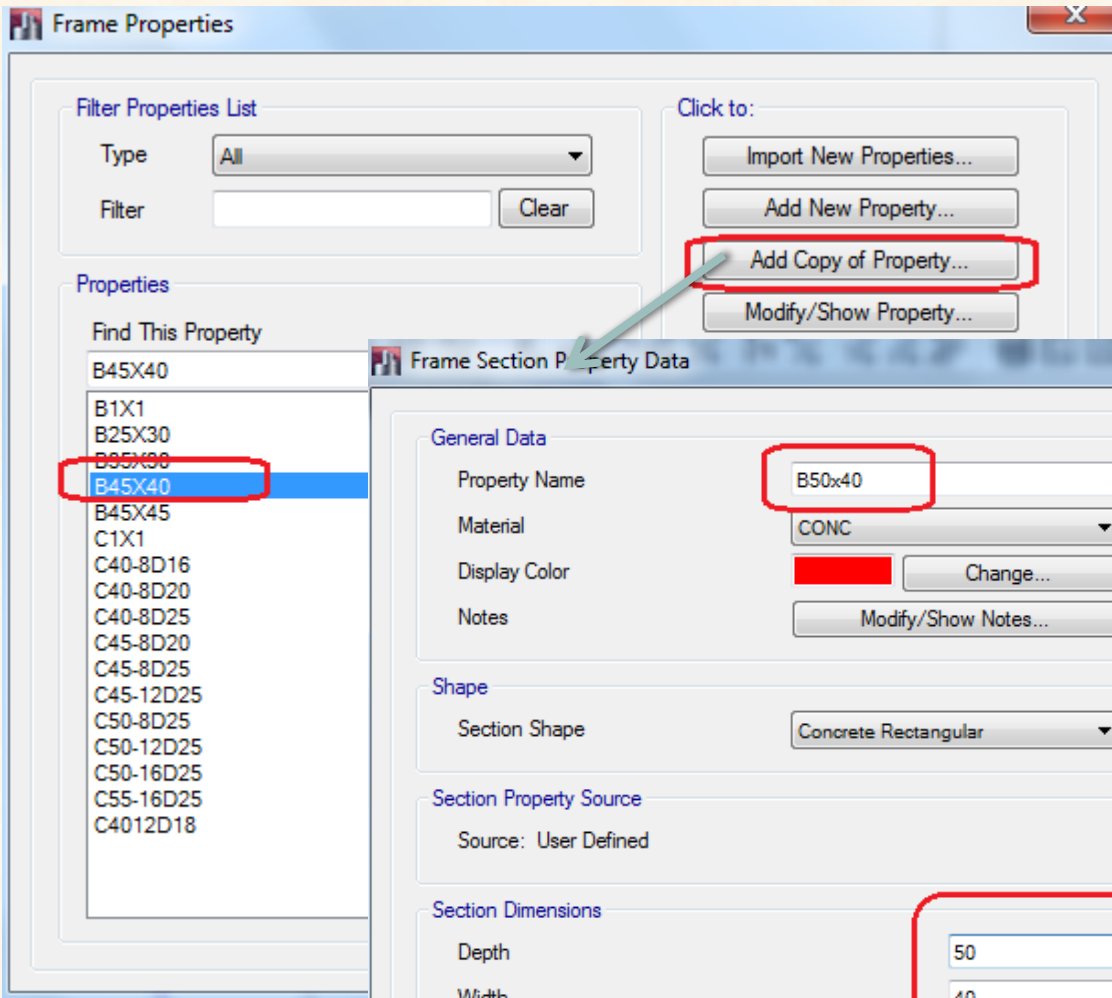 Frame Properties
X
Filter Properties List
Click to:
Type All
Import New Properties...
Filter
Clear
Add New Property...
Add Copy of Property...
Modify/Show Property...
Properties
Find This Property
B45X40
B1X1
B25X30
B35X30
B45X40
B45X45
C1X1
C40-8D16
C40-8D20
C40-8D25
C45-8D20
C45-8D25
C45-12D25
C50-8D25
C50-12D25
C50-16D25
C55-16D25
C4012D18
Frame Section Property Data
General Data
Property Name B50x40
Material CONC
Display Color Change...
Notes Modify/Show Notes...
Shape
Section Shape Concrete Rectangular
Section Property Source
Source: User Defined
Section Dimensions
Depth 50
Width 40